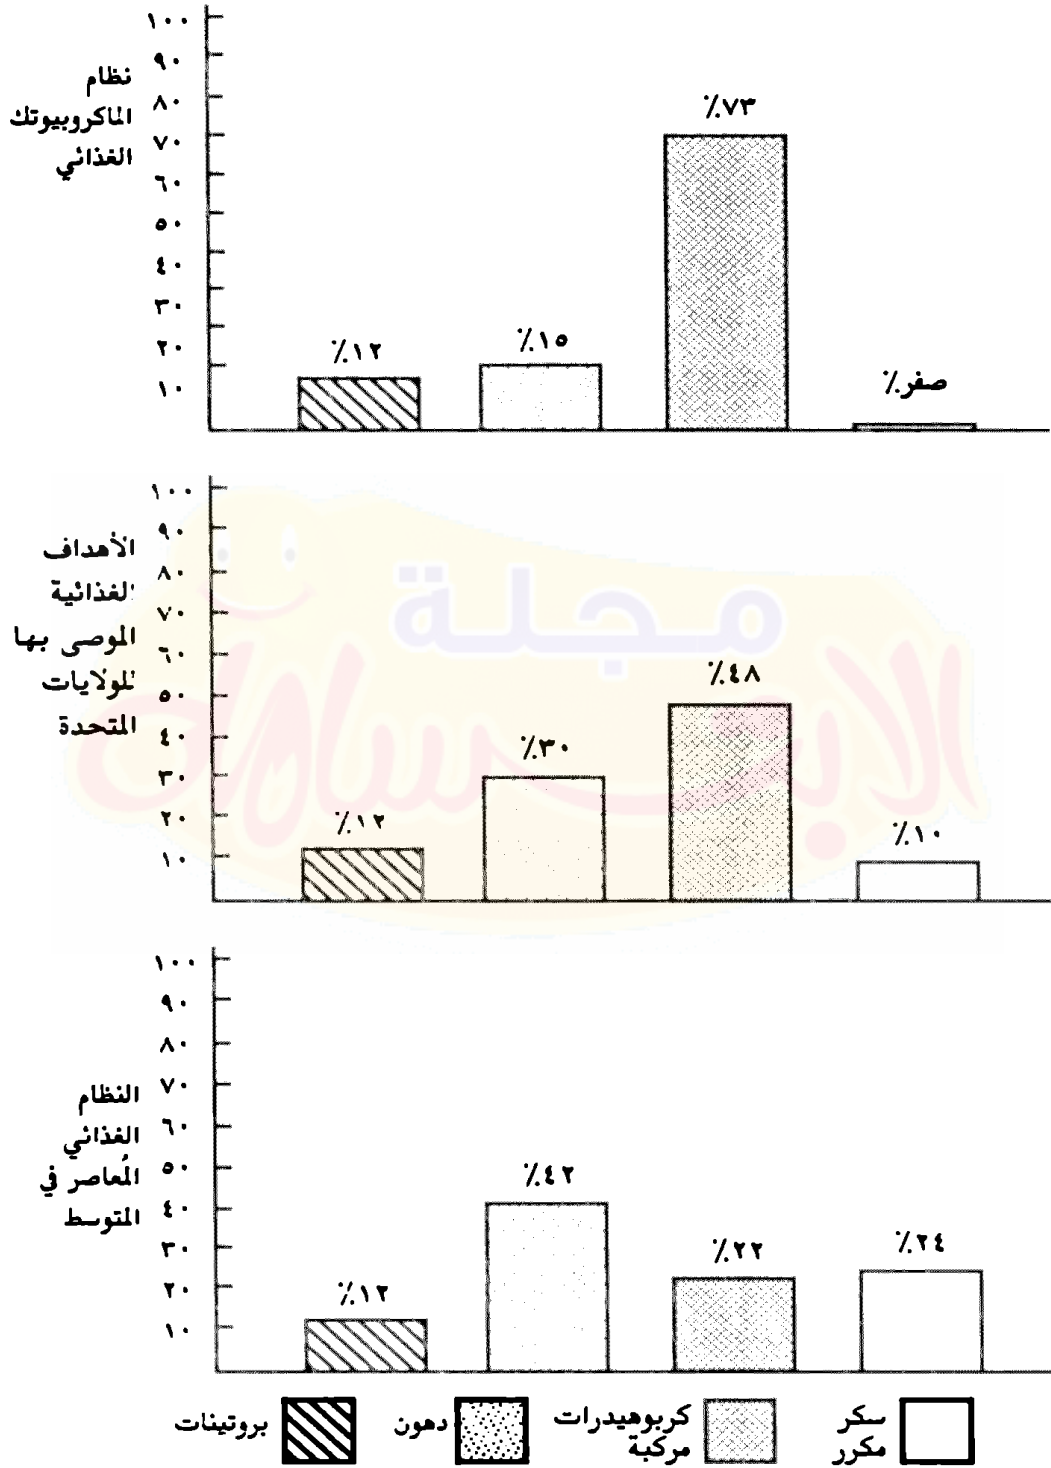 نظام
الماكروبيوتك
الغذائي
١٠٠
٩٠
٨٠
٧٠
٦٠
٥٠
٤٠
٣٠
٢٠
١٠
٪١٢
٪١٥
٪٧٣
صفر٪
الأهداف
الغذائية
الموصى بها
للولايات
المتحدة
١٠٠
٩٠
٨٠
٧٠
٦٠
٥٠
٤٠
٣٠
٢٠
١٠
٪١٢
٪٣٠
٪٤٨
٪١٠
مجلة
الابتسامة
النظام
الغذائي
المُعاصر في
المتوسط
١٠٠
٩٠
٨٠
٧٠
٦٠
٥٠
٤٠
٣٠
٢٠
١٠
٪١٢
٪٤٢
٪٢٢
٪٢٤
سكر
مكرر
كربوهيدرات
مركبة
دهون
بروتينات